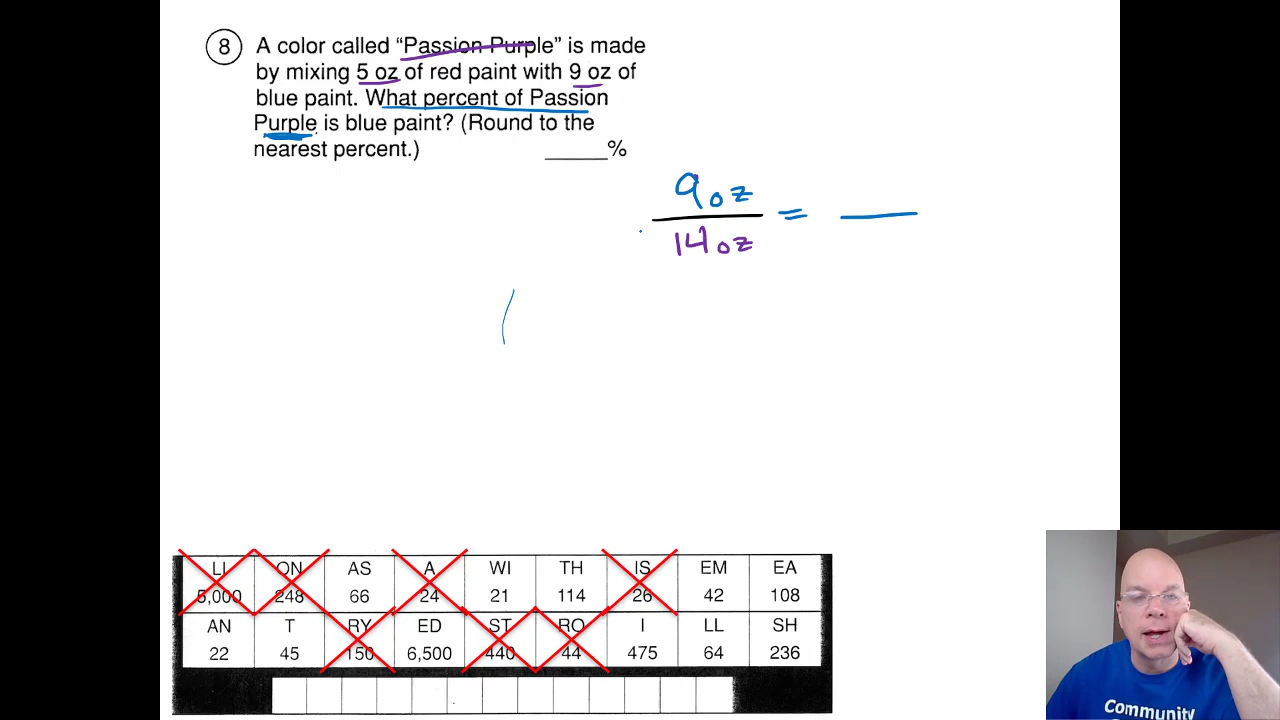 8 A color called “Passion Purple” is made
by mixing 5 oz of red paint with 9 oz of
blue paint. What percent of Passion
Purple is blue paint? (Round to the
nearest percent.) ______%
9 oz
14 oz
=
LI ON AS A WI TH IS EM EA
5,000 248 66 24 21 114 26 42 108
AN T RY ED ST RO I LL SH
22 45 150 6,500 440 44 475 64 236
Community